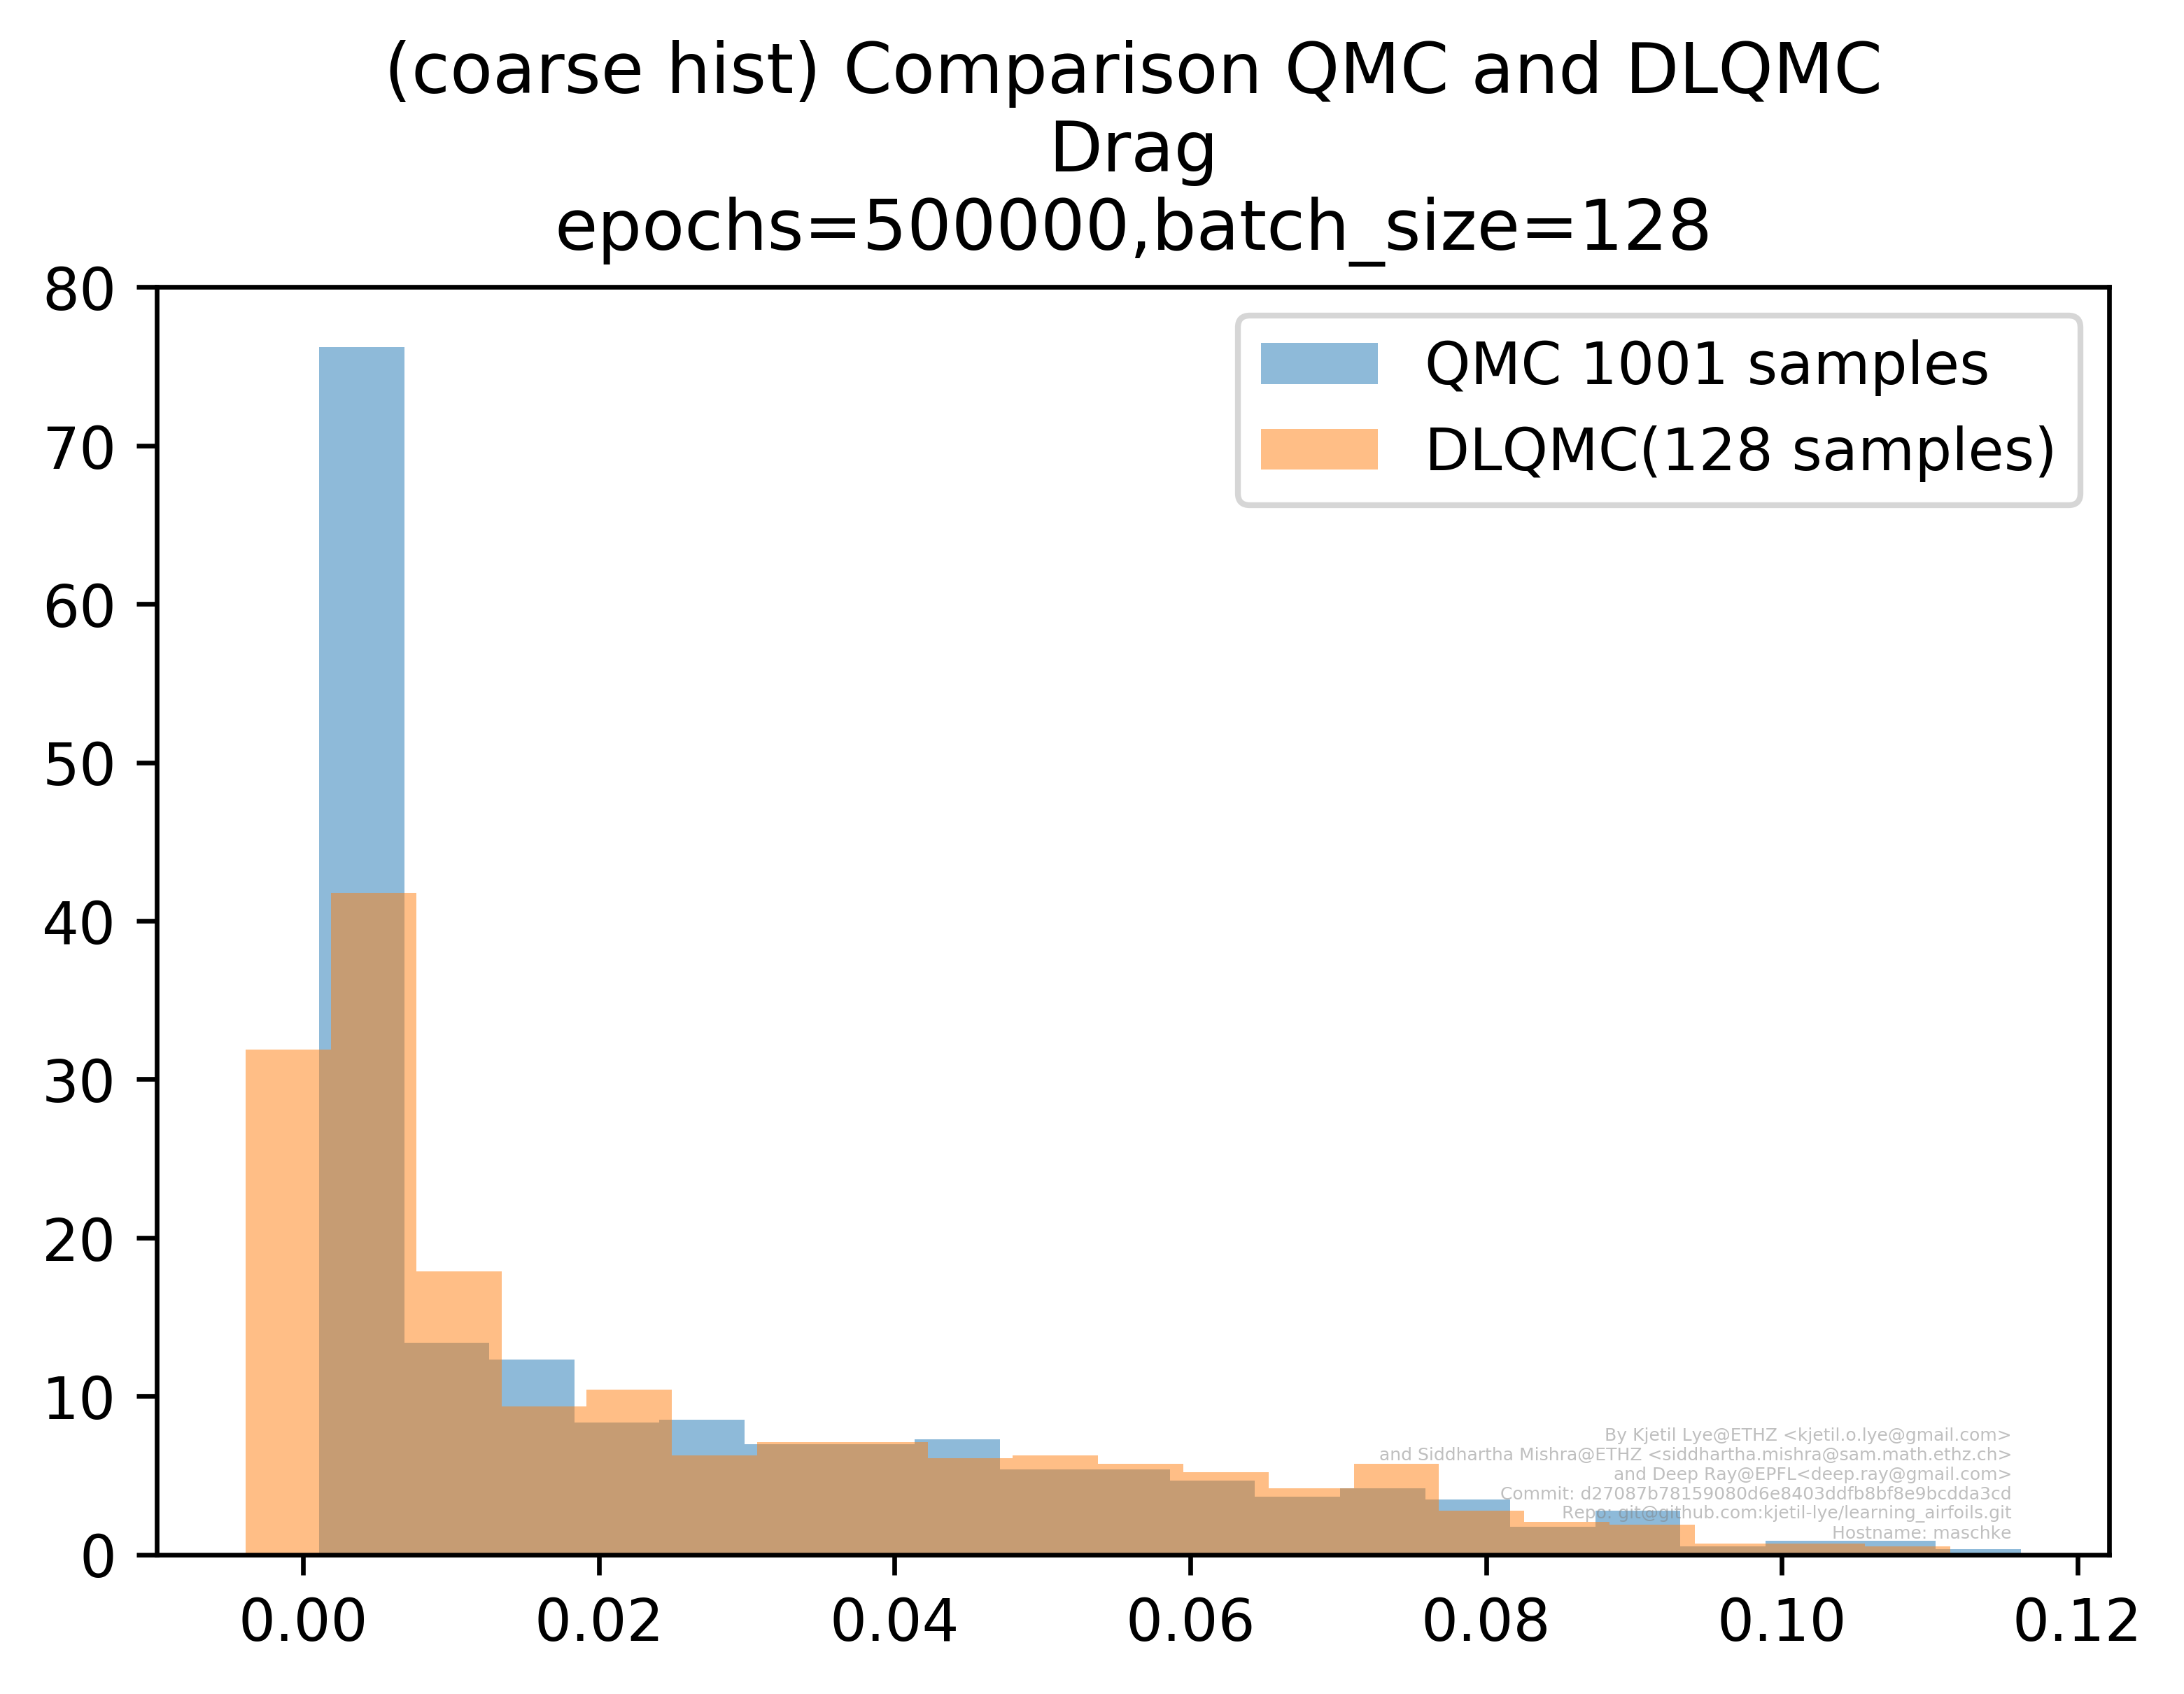 (coarse hist) Comparison QMC and DLQMC
Drag
epochs=500000,batch_size=128
80
70
60
50
40
30
20
10
0
QMC 1001 samples
DLQMC(128 samples)
By Kjetil Lye@ETHZ <kjetil.o.lye@gmail.com>
and Siddhartha Mishra@ETHZ <siddhartha.mishra@sam.math.ethz.ch>
and Deep Ray@EPFL<deep.ray@gmail.com>
Commit: d27087b78159080d6e8403ddfb8bf8e9bcdda3cd
Repo: git@github.com:kjetil-lye/learning_airfoils.git
Hostname: maschke
0.00 0.02 0.04 0.06 0.08 0.10 0.12